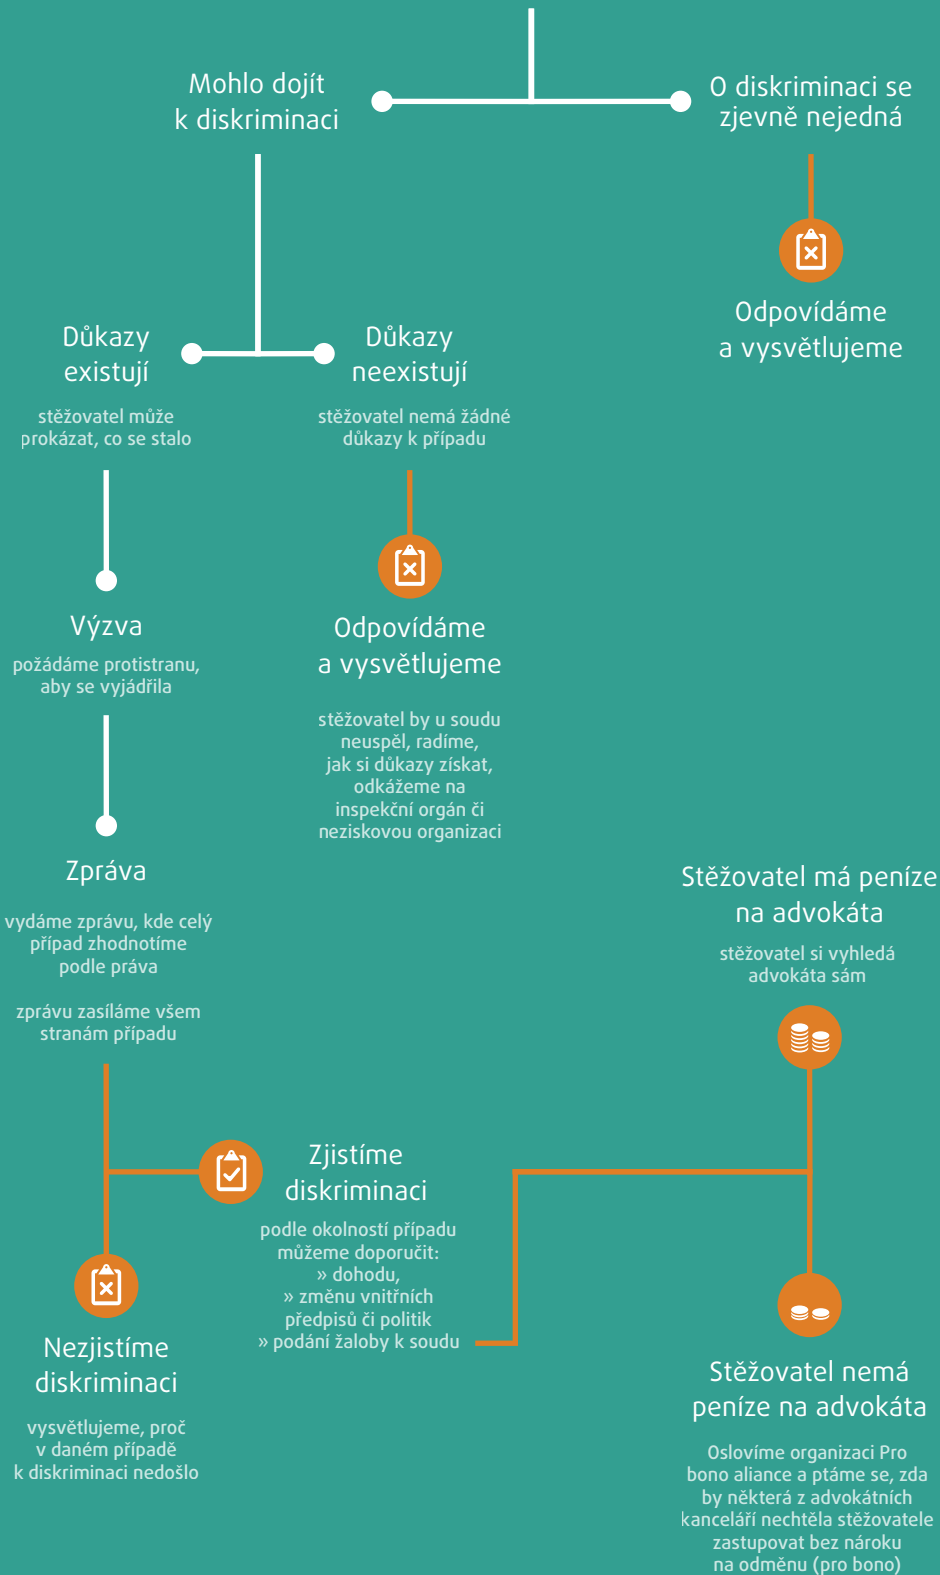 Mohlo dojít
k diskriminaci
O diskriminaci se
zjevně nejedná
Odpovídáme
a vysvětlujeme
Důkazy
existují
stěžovatel může
prokázat, co se stalo
Důkazy
neexistují
stěžovatel nemá žádné
důkazy k případu
Výzva
požádáme protistranu,
aby se vyjádřila
Odpovídáme
a vysvětlujeme
stěžovatel by u soudu
neuspěl, radíme,
jak si důkazy získat,
odkážeme na
inspekční orgán či
neziskovou organizaci
Zpráva
vydáme zprávu, kde celý
případ zhodnotíme
podle práva
zprávu zasíláme všem
stranám případu
Stěžovatel má peníze
na advokáta
stěžovatel si vyhledá
advokáta sám
Zjistíme
diskriminaci
podle okolností případu
můžeme doporučit:
» dohodu,
» změnu vnitřních
předpisů či politik
» podání žaloby k soudu
Nezjistíme
diskriminaci
vysvětlujeme, proč
v daném případě
k diskriminaci nedošlo
Stěžovatel nemá
peníze na advokáta
Oslovíme organizaci Pro
bono aliance a ptáme se, zda
by některá z advokátních
kanceláří nechtěla stěžovatele
zastupovat bez nároku
na odměnu (pro bono)